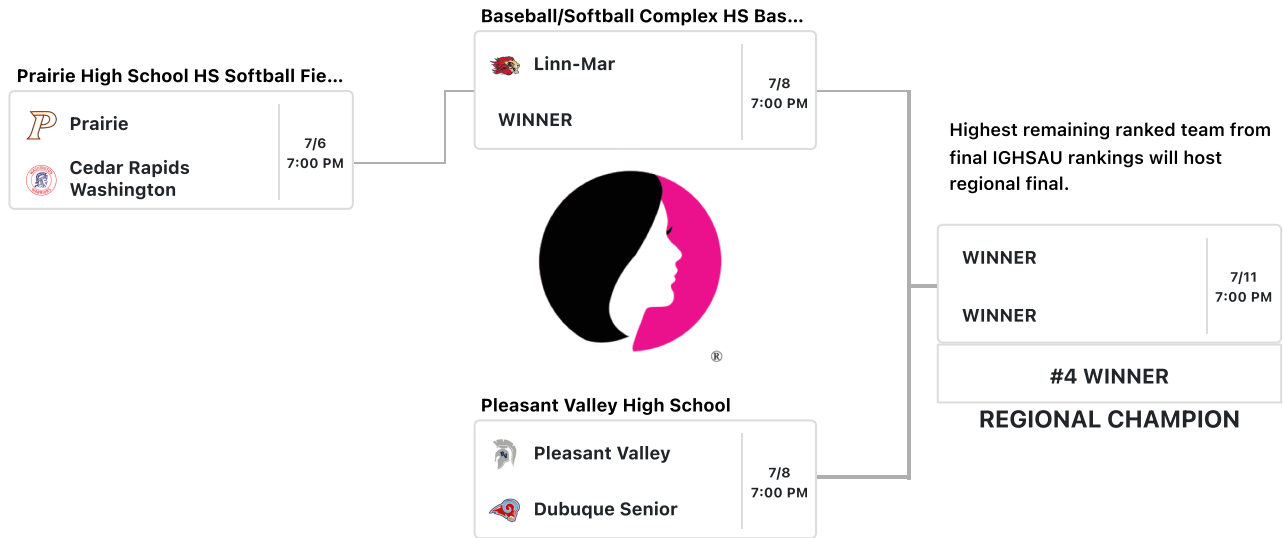 Baseball/Softball Complex HS Bas...
Linn-Mar
WINNER
7/8
7:00 PM
Prairie High School HS Softball Fie...
P
Prairie
Cedar Rapids
Washington
7/6
7:00 PM
Highest remaining ranked team from
final IGHSAU rankings will host
regional final.
WINNER
WINNER
7/11
7:00 PM
#4 WINNER
REGIONAL CHAMPION
®
Pleasant Valley High School
Pleasant Valley
Dubuque Senior
7/8
7:00 PM